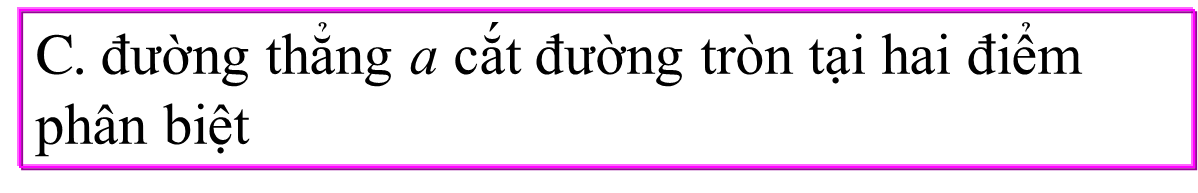 C. đường thẳng a cắt đường tròn tại hai điểm
phân biệt